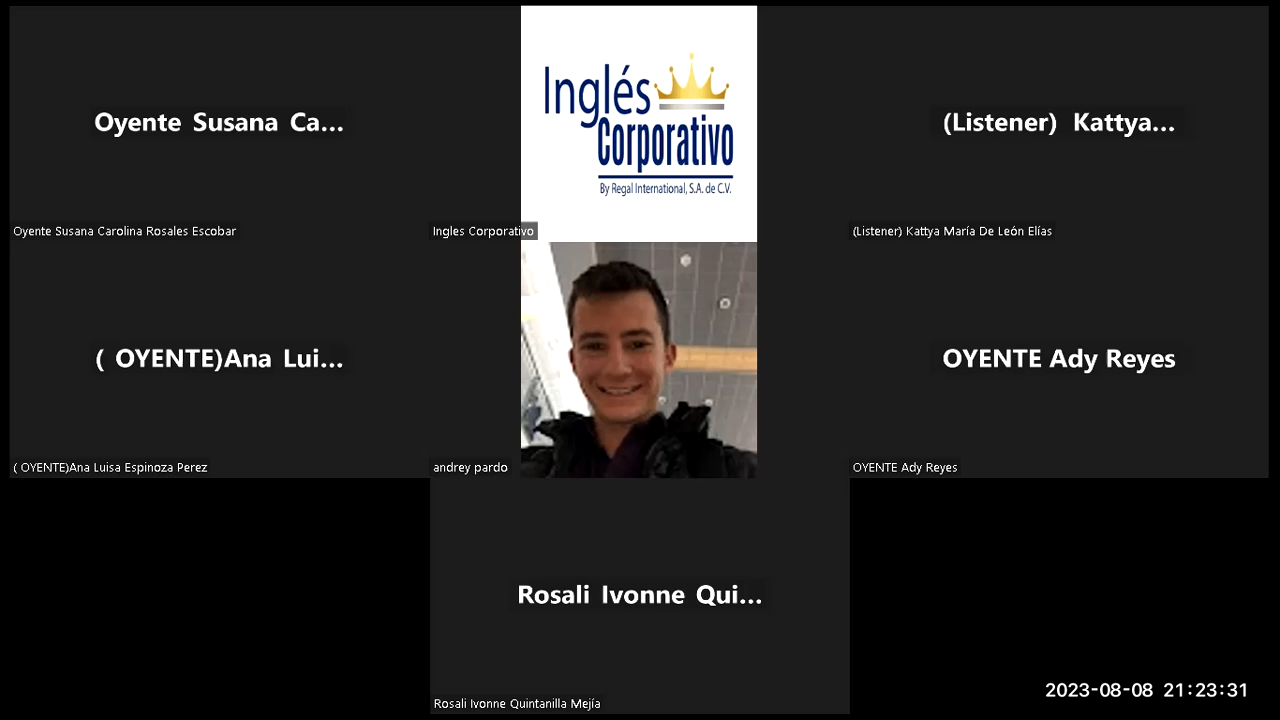 Oyente Susana Ca...
Oyente Susana Carolina Rosales Escobar
Inglés
Corporativo
By Regal International, S.A. de C.V.
Ingles Corporativo
(Listener) Kattya...
(Listener) Kattya María De León Elías
( OYENTE)Ana Lui...
( OYENTE)Ana Luisa Espinoza Perez
andrey pardo
OYENTE Ady Reyes
OYENTE Ady Reyes
Rosali Ivonne Qui...
Rosali Ivonne Quintanilla Mejía
2023-08-08 21:23:31